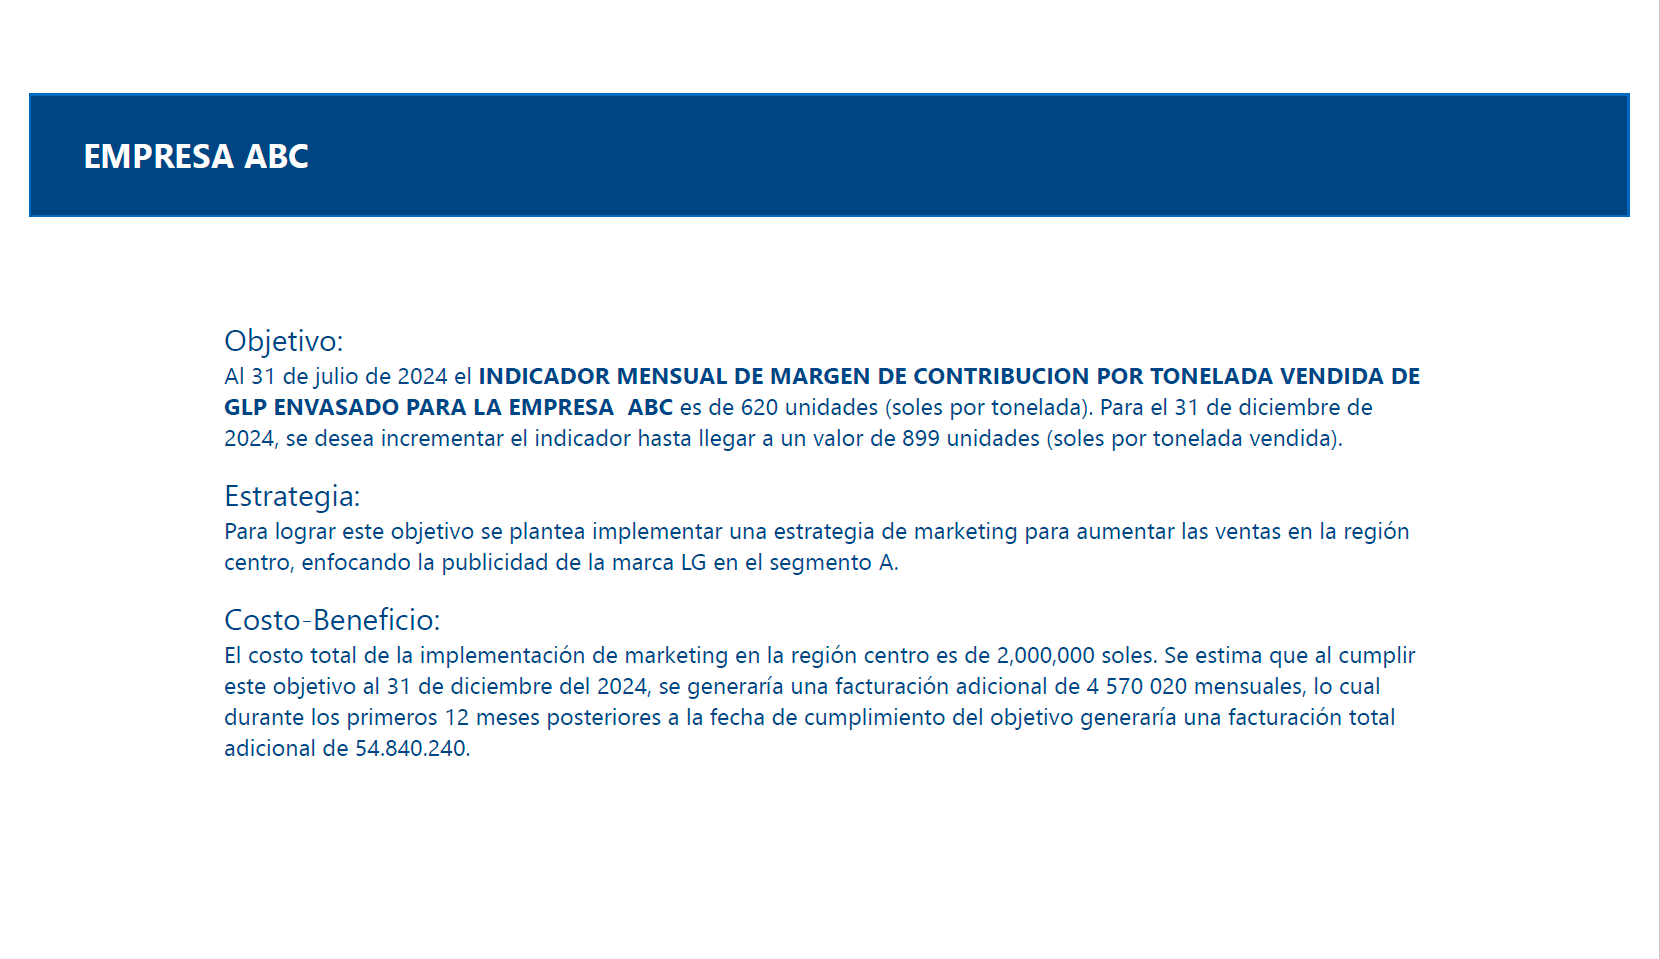 EMPRESA ABC
Objetivo:
Al 31 de julio de 2024 el INDICADOR MENSUAL DE MARGEN DE CONTRIBUCION POR TONELADA VENDIDA DE
GLP ENVASADO PARA LA EMPRESA  ABC es de 620 unidades (soles por tonelada). Para el 31 de diciembre de
2024, se desea incrementar el indicador hasta llegar a un valor de 899 unidades (soles por tonelada vendida).
Estrategia:
Para lograr este objetivo se plantea implementar una estrategia de marketing para aumentar las ventas en la región
centro, enfocando la publicidad de la marca LG en el segmento A.
Costo-Beneficio:
El costo total de la implementación de marketing en la región centro es de 2,000,000 soles. Se estima que al cumplir
este objetivo al 31 de diciembre del 2024, se generaría una facturación adicional de 4 570 020 mensuales, lo cual
durante los primeros 12 meses posteriores a la fecha de cumplimiento del objetivo generaría una facturación total
adicional de 54.840.240.